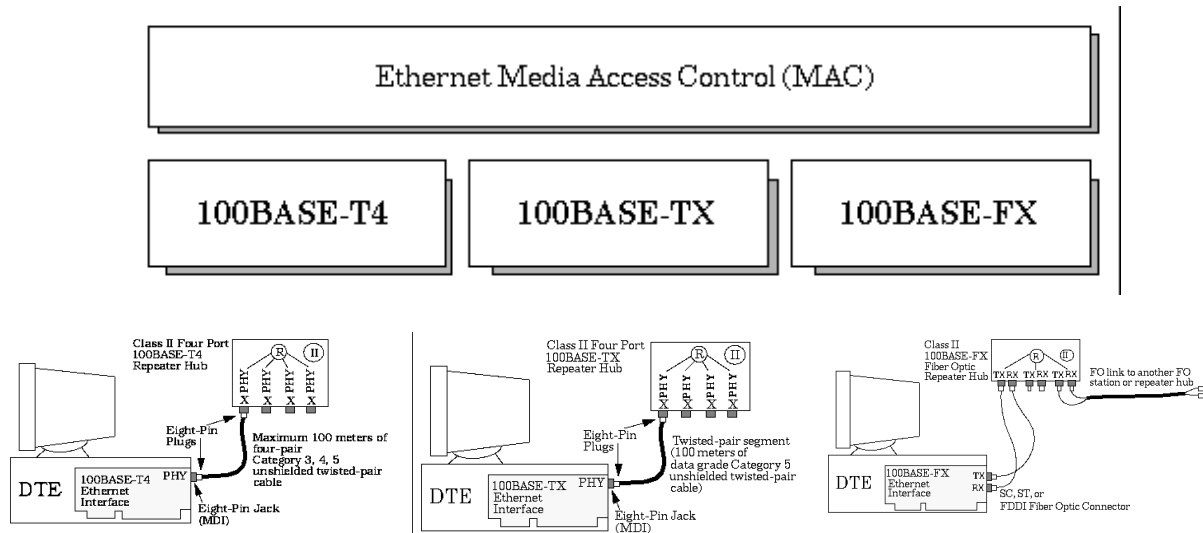 Ethernet Media Access Control (MAC)
100BASE-T4
100BASE-TX
100BASE-FX
Class II Four Port
100BASE-T4
Repeater Hub
R
II
X PHY
X PHY
X PHY
X PHY
Eight-Pin
Plugs
Maximum 100 meters of
four-pair
Category 3, 4, 5
unshielded twisted-pair
cable
DTE
100BASE-T4
Ethernet
Interface
PHY
Eight-Pin Jack
(MDI)
Class II Four Port
100BASE-TX
Repeater Hub
R
II
X PHY
X PHY
X PHY
X PHY
Eight-Pin
Plugs
Twisted-pair segment
(100 meters of
data grade Category 5
unshielded twisted-pair
cable)
DTE
100BASE-TX
Ethernet
Interface
PHY
Eight-Pin Jack
(MDI)
Class II
100BASE-FX
Fiber Optic
Repeater Hub
R
II
TX RX TX RX TX RX
FO link to another FO
station or repeater hub
DTE
100BASE-FX
Ethernet
Interface
TX
RX
SC, ST, or
FDDI Fiber Optic Connector